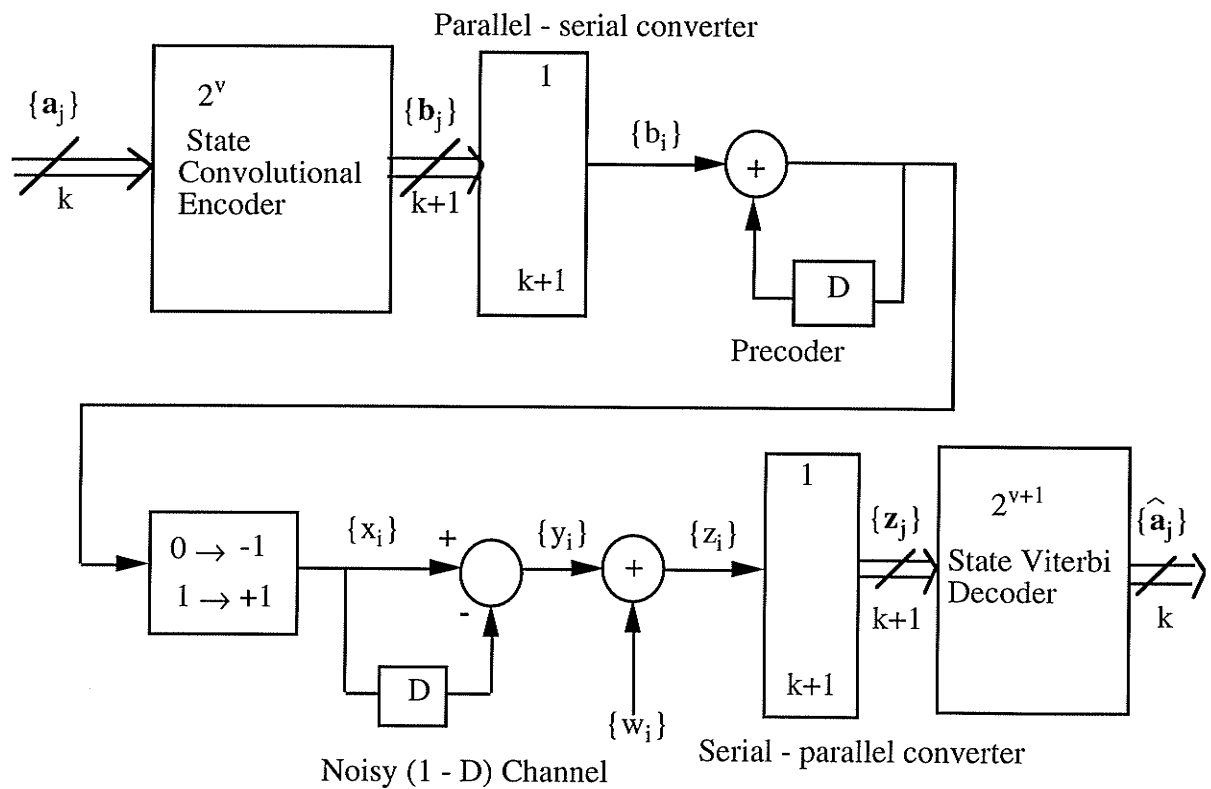 Parallel - serial converter
{a_j}
k
2^v
State
Convolutional
Encoder
{b_j}
k+1
1
k+1
{b_i}
+
D
Precoder
0 → -1
1 → +1
{x_i}
+
-
D
{y_i}
+
{w_i}
{z_i}
1
k+1
{z_j}
k+1
2^{v+1}
State Viterbi
Decoder
{â_j}
k
Noisy (1 - D) Channel
Serial - parallel converter